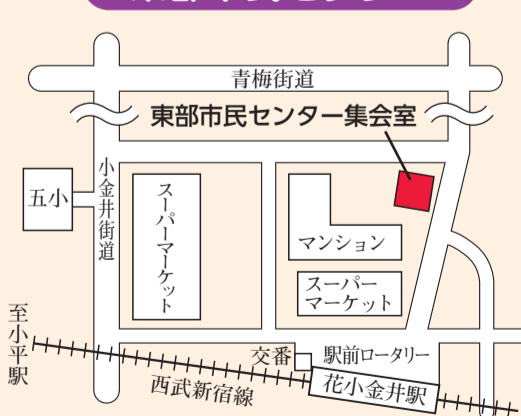 青梅街道
東部市民センター集会室
小金井街道
五小
スーパーマーケット
マンション
スーパー
マーケット
至小平駅
交番
駅前ロータリー
西武新宿線
花小金井駅